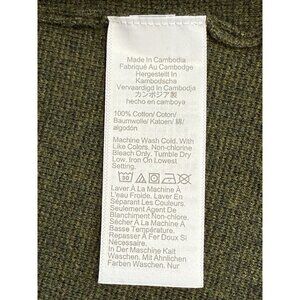 Made In Cambodia
Fabriqué Au Cambodge
Hergestellt In
Kambodscha
Vervaardigd In Cambodja
カンボジア製
hecho en camboya
100% Cotton/ Coton/
Baumwolle/ Katoen/ 綿/
algodón
Machine Wash Cold. With
Like Colors. Non-chlorine
Bleach Only. Tumble Dry
Low. Iron On Lowest
Setting.
30
Laver À La Machine À
L'eau Froide. Laver En
Séparant Les Couleurs.
Seulement Agent De
Blanchiment Non-chloric.
Sécher À La Machine À
Basse Température.
Repasser À Fer Doux Si
Nécessaire.
In Der Maschine Kalt
Waschen. Mit Ähnlichen
Farben Waschen. Nur